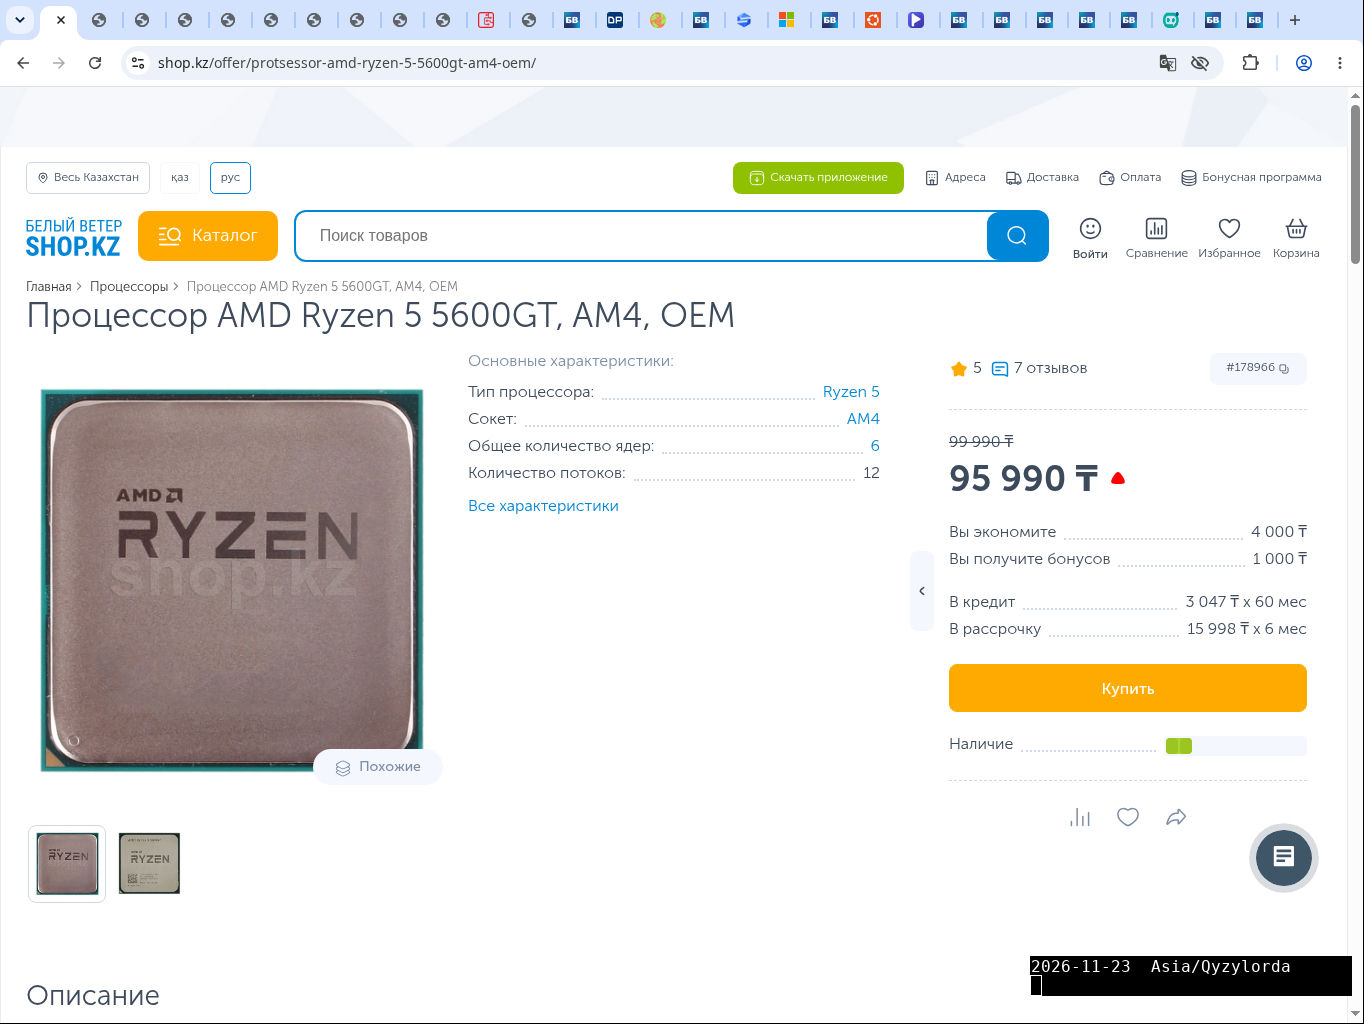 shop.kz/offer/protsessor-amd-ryzen-5-5600gt-am4-oem/
Весь Казахстан
қаз
рус
Скачать приложение
Адреса
Доставка
Оплата
Бонусная программа
БЕЛЫЙ ВЕТЕР
SHOP.KZ
Каталог
Поиск товаров
Войти
Сравнение
Избранное
Корзина
Главная > Процессоры > Процессор AMD Ryzen 5 5600GT, AM4, OEM
Процессор AMD Ryzen 5 5600GT, AM4, OEM
AMD
RYZEN
shop.kz
Похожие
Основные характеристики:
Тип процессора: Ryzen 5
Сокет: AM4
Общее количество ядер: 6
Количество потоков: 12
Все характеристики
5 7 отзывов #178966
99 990 ₸
95 990 ₸
Вы экономите 4 000 ₸
Вы получите бонусов 1 000 ₸
В кредит 3 047 ₸ x 60 мес
В рассрочку 15 998 ₸ x 6 мес
Купить
Наличие
RYZEN
RYZEN
Описание
2026-11-23 Asia/Qyzylorda